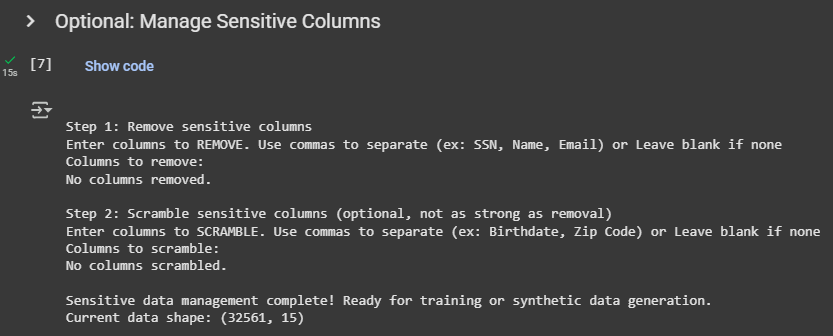 Optional: Manage Sensitive Columns
[7] Show code
15s
Step 1: Remove sensitive columns
Enter columns to REMOVE. Use commas to separate (ex: SSN, Name, Email) or Leave blank if none
Columns to remove:
No columns removed.
Step 2: Scramble sensitive columns (optional, not as strong as removal)
Enter columns to SCRAMBLE. Use commas to separate (ex: Birthdate, Zip Code) or Leave blank if none
Columns to scramble:
No columns scrambled.
Sensitive data management complete! Ready for training or synthetic data generation.
Current data shape: (32561, 15)